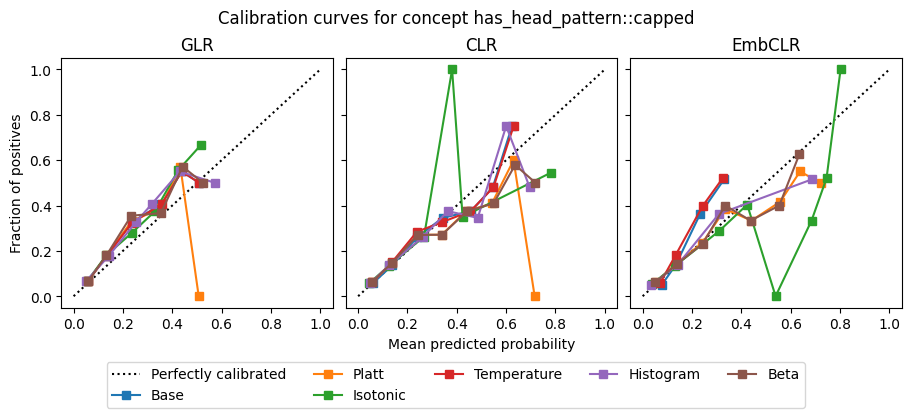 Calibration curves for concept has_head_pattern::capped
GLR
CLR
EmbCLR
Fraction of positives
1.0
0.8
0.6
0.4
0.2
0.0
0.0 0.2 0.4 0.6 0.8 1.0
0.0 0.2 0.4 0.6 0.8 1.0
0.0 0.2 0.4 0.6 0.8 1.0
Mean predicted probability
Perfectly calibrated
Base
Platt
Isotonic
Temperature
Histogram
Beta